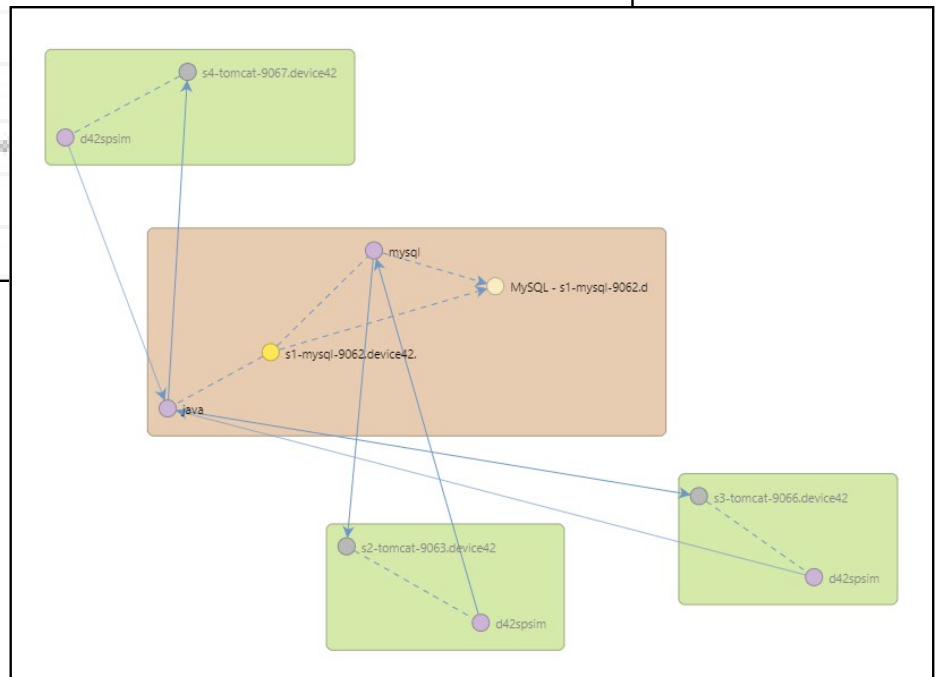 s4-tomcat-9067.device42
d42spsim
mysql
MySQL - s1-mysql-9062.d
s1-mysql-9062.device42.
java
s3-tomcat-9066.device42
s2-tomcat-9063.device42
d42spsim
d42spsim